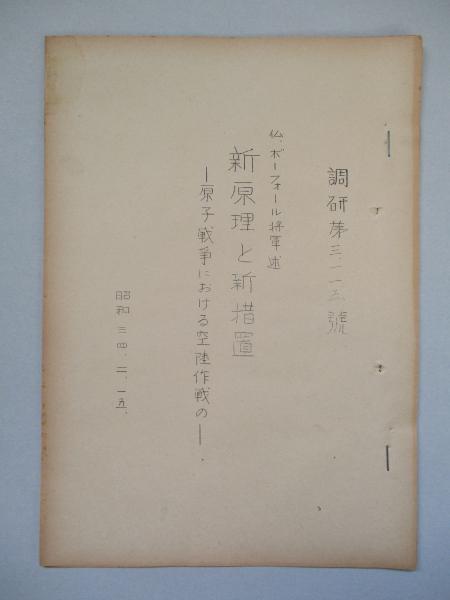 調研第三、一一五號
仏、ボーフォール将軍述
新原理と新措置
―原子戦争における空陸作戦の―
昭和三四、二、一五、